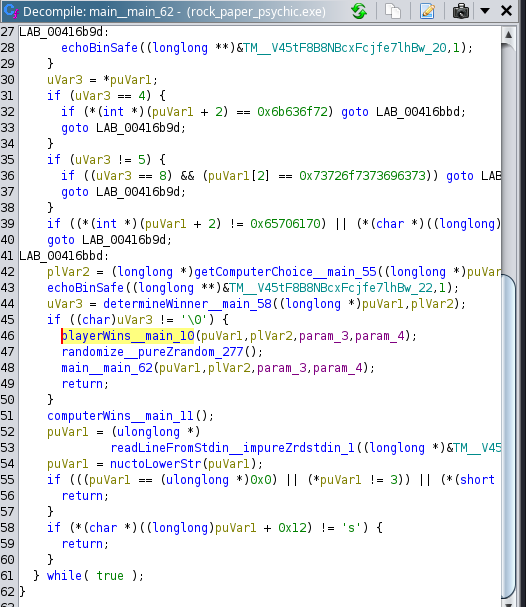 Decompile: main__main_62 - (rock_paper_psychic.exe)
27 LAB_00416b9d:
28 echoBinSafe((longlong **)&TM__V45tF8B8NBcxFcjfe7lhBw_20,1);
29 }
30 uVar3 = *puVar1;
31 if (uVar3 == 4) {
32 if (*(int *)(puVar1 + 2) == 0x6b636f72) goto LAB_00416bbd;
33 goto LAB_00416b9d;
34 }
35 if (uVar3 != 5) {
36 if ((uVar3 == 8) && (puVar1[2] == 0x73726f7373696373)) goto LAB
37 goto LAB_00416b9d;
38 }
39 if ((*(int *)(puVar1 + 2) != 0x65706170) || (*(char *)((longlong)
40 goto LAB_00416b9d;
41 LAB_00416bbd:
42 plVar2 = (longlong *)getComputerChoice__main_55((longlong *)puVar
43 echoBinSafe((longlong **)&TM__V45tF8B8NBcxFcjfe7lhBw_22,1);
44 uVar3 = determineWinner__main_58((longlong *)puVar1,plVar2);
45 if ((char)uVar3 != '\0') {
46 playerWins__main_10(puVar1,plVar2,param_3,param_4);
47 randomize__pureZrandom_277();
48 main__main_62(puVar1,plVar2,param_3,param_4);
49 return;
50 }
51 computerWins__main_11();
52 puVar1 = (ulonglong *)
53 readLineFromStdin__impureZrdstdin_1((longlong *)&TM__V45
54 puVar1 = nuctoLowerStr(puVar1);
55 if (((puVar1 == (ulonglong *)0x0) || (*puVar1 != 3)) || (*(short
56 return;
57 }
58 if (*(char *)((longlong)puVar1 + 0x12) != 's') {
59 return;
60 }
61 } while( true );
62 }